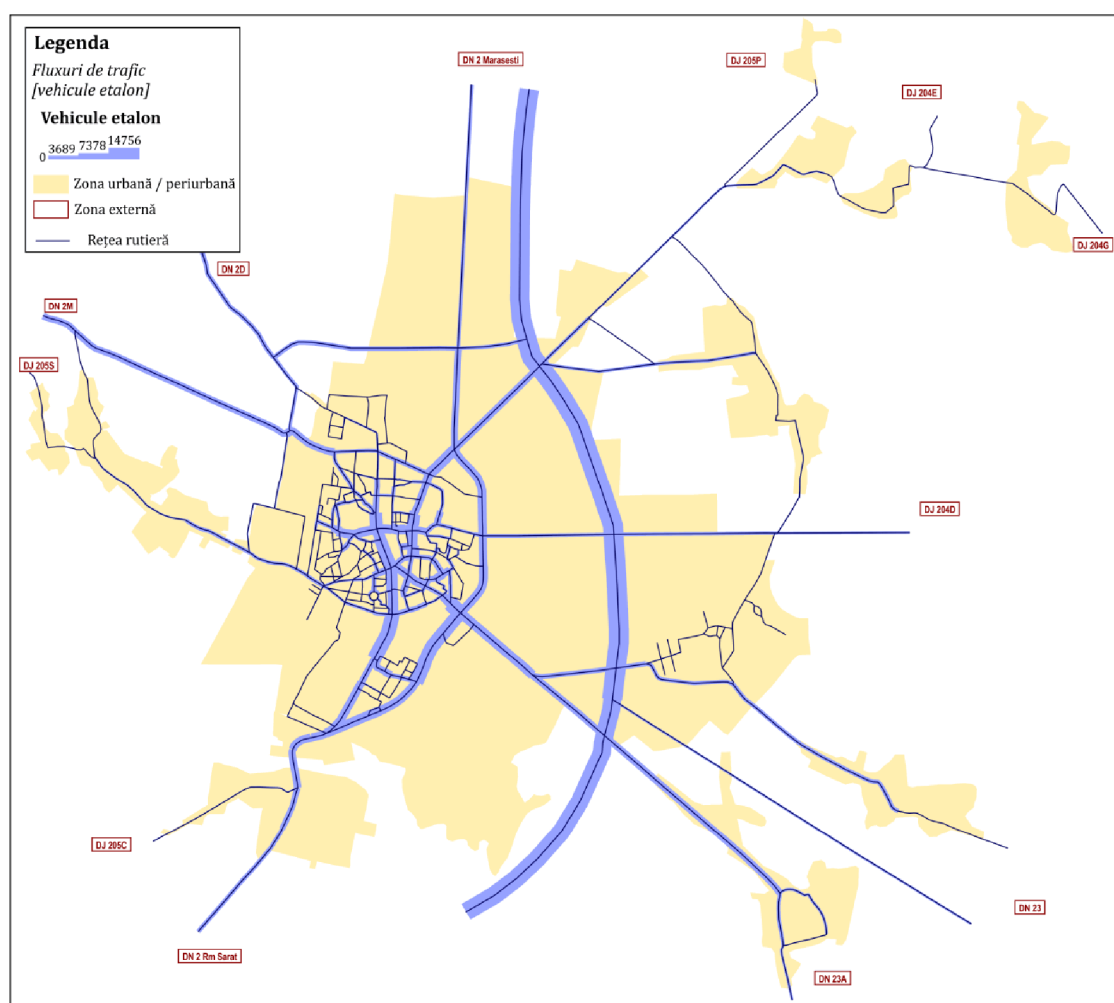 Legenda
Fluxuri de trafic
[vehicule etalon]
Vehicule etalon
0 3689 7378 14756
Zona urbană / periurbană
Zona externă
Rețea rutieră
DN 2 Marasesti
DJ 205P
DJ 204E
DJ 204G
DN 2D
DN 2M
DJ 205S
DJ 204D
DJ 205C
DN 2 Rm Sarat
DN 23
DN 23A